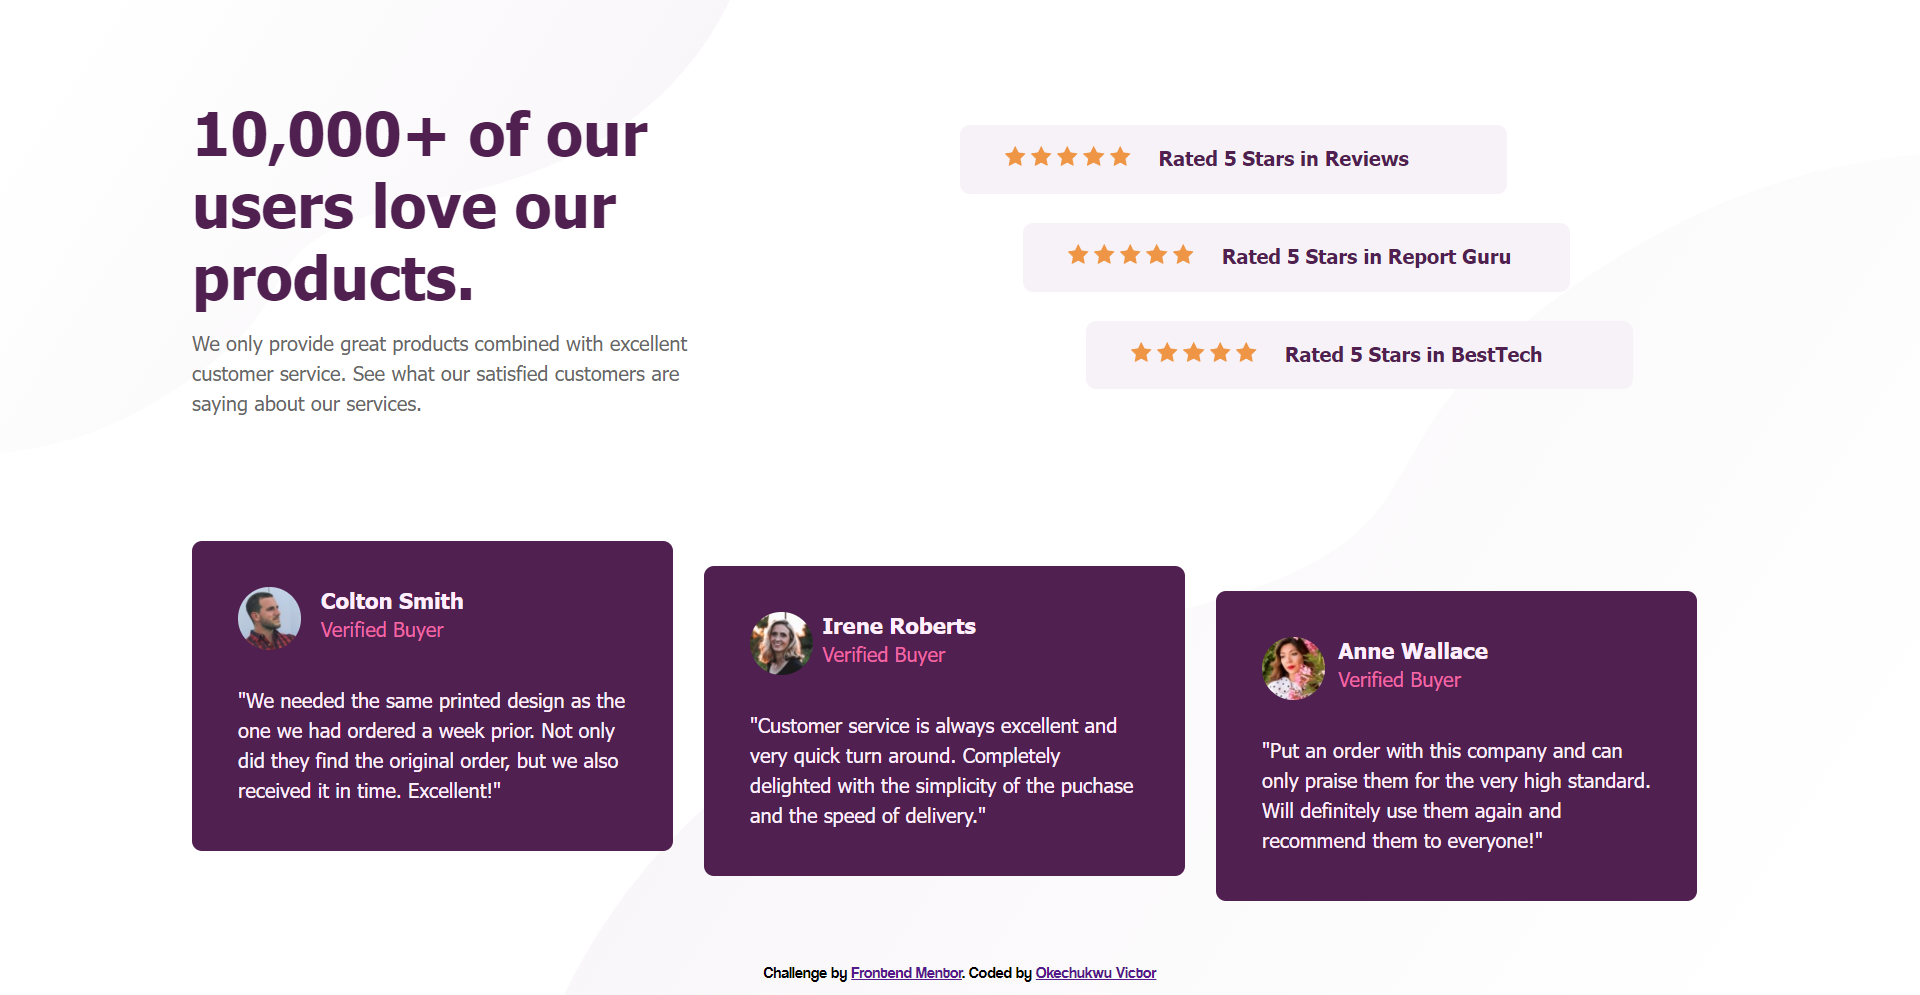 10,000+ of our
users love our
products.
We only provide great products combined with excellent
customer service. See what our satisfied customers are
saying about our services.
Rated 5 Stars in Reviews
Rated 5 Stars in Report Guru
Rated 5 Stars in BestTech
Colton Smith
Verified Buyer
"We needed the same printed design as the
one we had ordered a week prior. Not only
did they find the original order, but we also
received it in time. Excellent!"
Irene Roberts
Verified Buyer
"Customer service is always excellent and
very quick turn around. Completely
delighted with the simplicity of the puchase
and the speed of delivery."
Anne Wallace
Verified Buyer
"Put an order with this company and can
only praise them for the very high standard.
Will definitely use them again and
recommend them to everyone!"
Challenge by Frontend Mentor. Coded by Okechukwu Victor